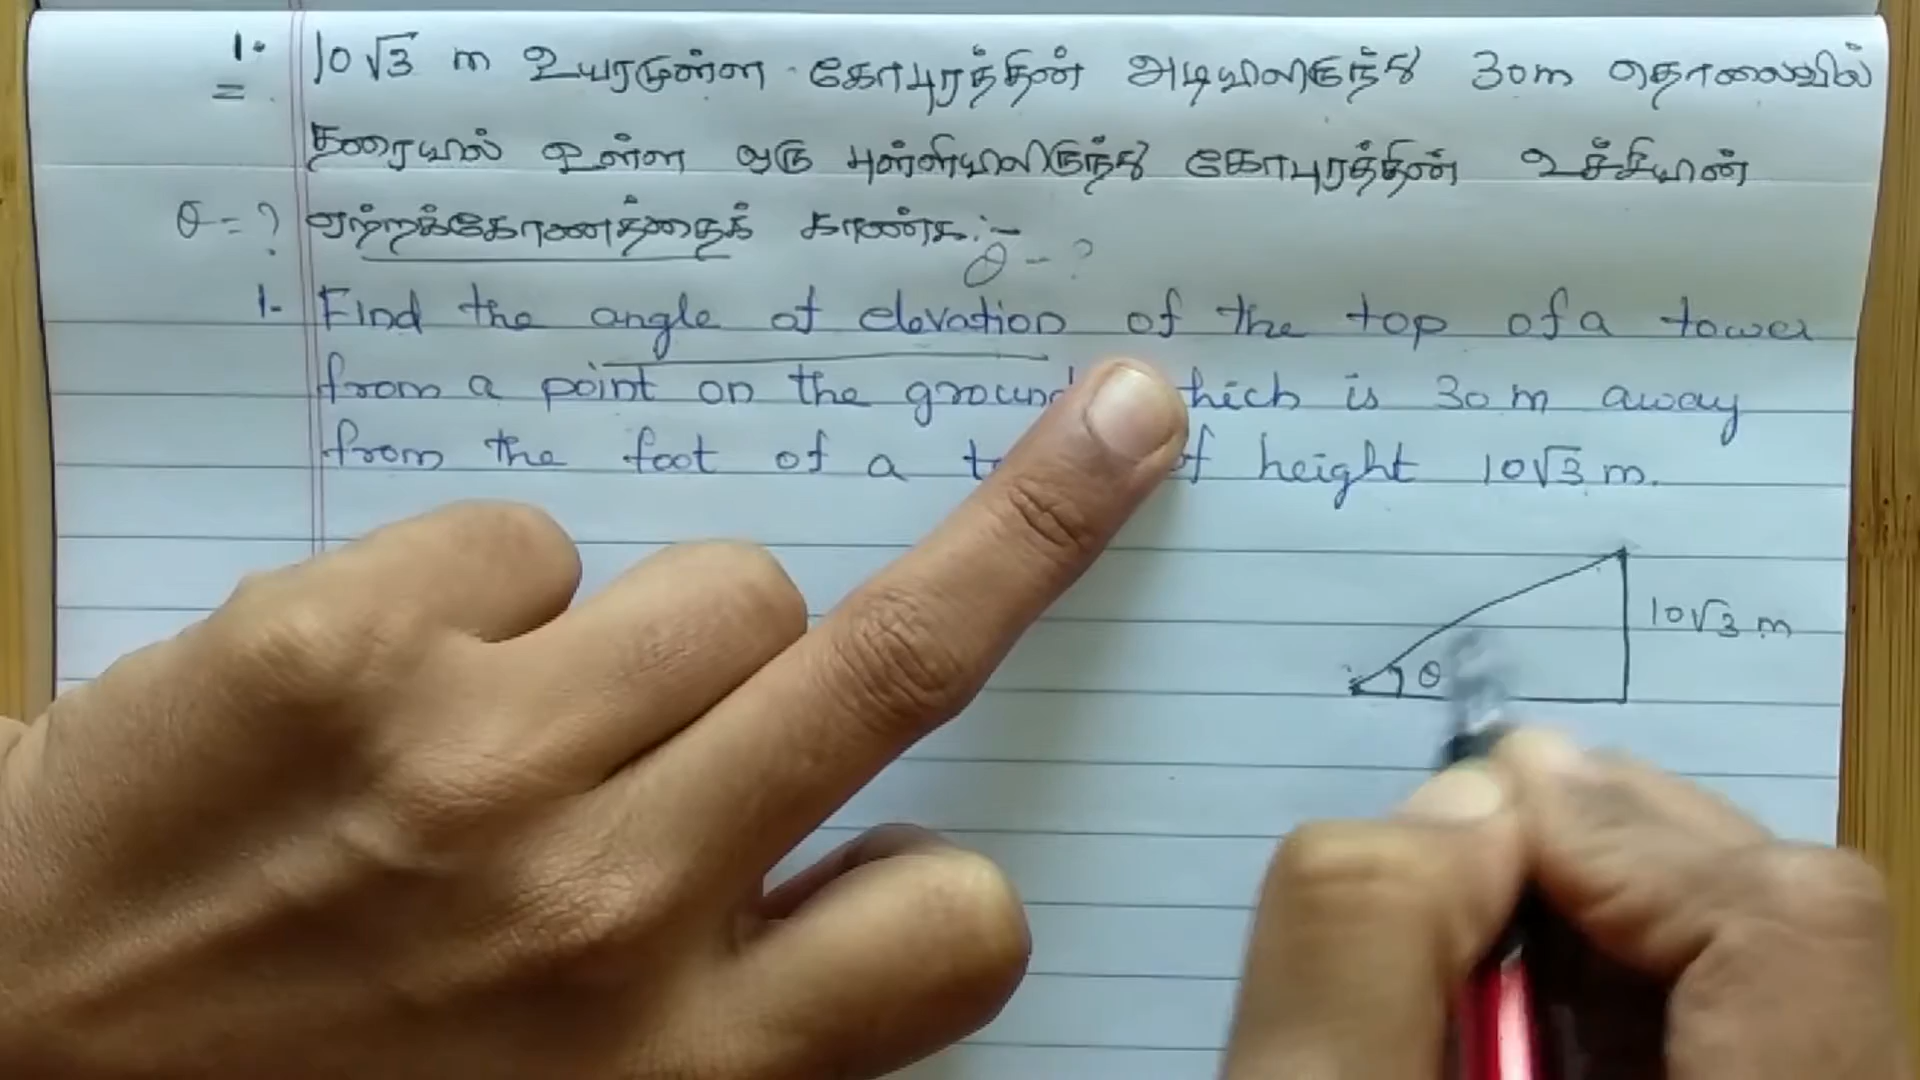 1. 10√3 m உயரமுள்ள கோபுரத்தின் அடியிலிருந்து 30m தொலைவில்
தரையில் உள்ள ஒரு புள்ளியிலிருந்து கோபுரத்தின் உச்சியின்
θ = ? ஏற்றக்கோணத்தைக் காண்க:-
θ - ?
1. Find the angle of elevation of the top of a tower
from a point on the ground which is 30 m away
from the foot of a of height 10√3 m.
10√3 m
θ